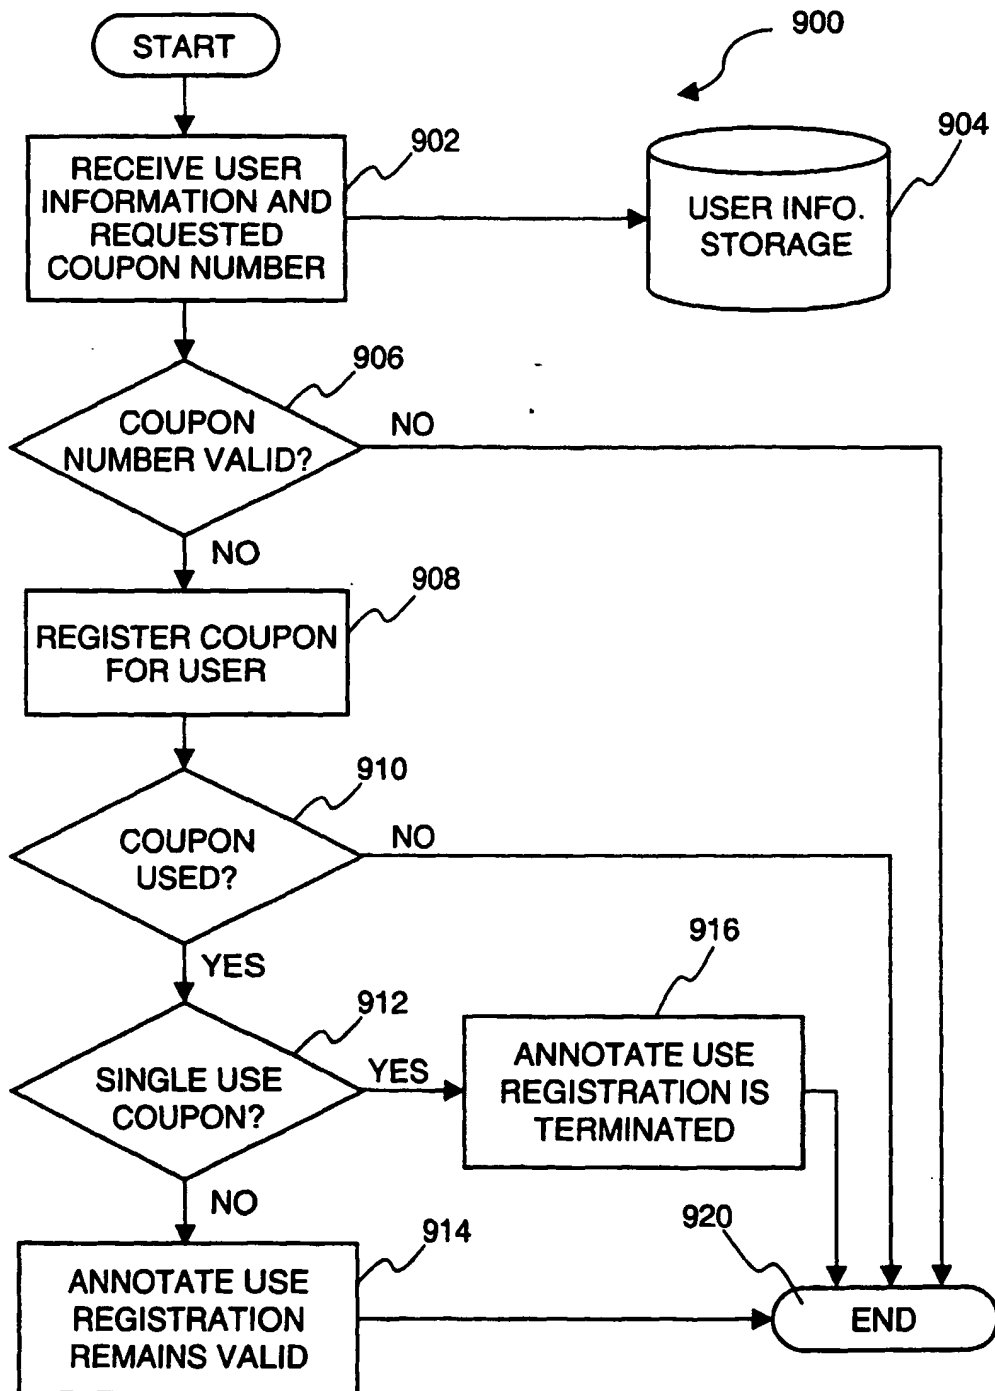 START
900
RECEIVE USER
INFORMATION AND
REQUESTED
COUPON NUMBER
902
USER INFO.
STORAGE
904
COUPON
NUMBER VALID?
906
NO
NO
REGISTER COUPON
FOR USER
908
COUPON
USED?
910
NO
YES
SINGLE USE
COUPON?
912
YES
ANNOTATE USE
REGISTRATION IS
TERMINATED
916
NO
ANNOTATE USE
REGISTRATION
REMAINS VALID
914
920
END